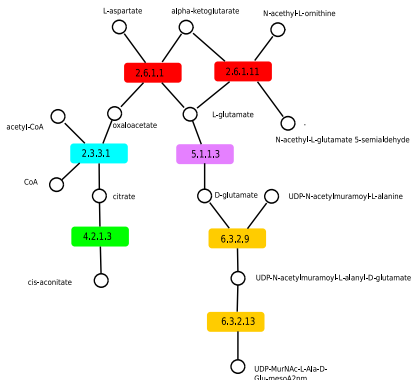 L-aspartate
alpha-ketoglutarate
N-acethyl-L-ornithine
2.6.1.1
2.6.1.11
acetyl-CoA
oxaloacetate
L-glutamate
N-acethyl-L-glutamate 5-semialdehyde
2.3.3.1
5.1.1.3
CoA
citrate
D-glutamate
UDP-N-acetylmuramoyl-L-alanine
4.2.1.3
6.3.2.9
cis-aconitate
UDP-N-acetylmuramoyl-L-alanyl-D-glutamate
6.3.2.13
UDP-MurNAc-L-Ala-D-
Glu-mesoA2pm